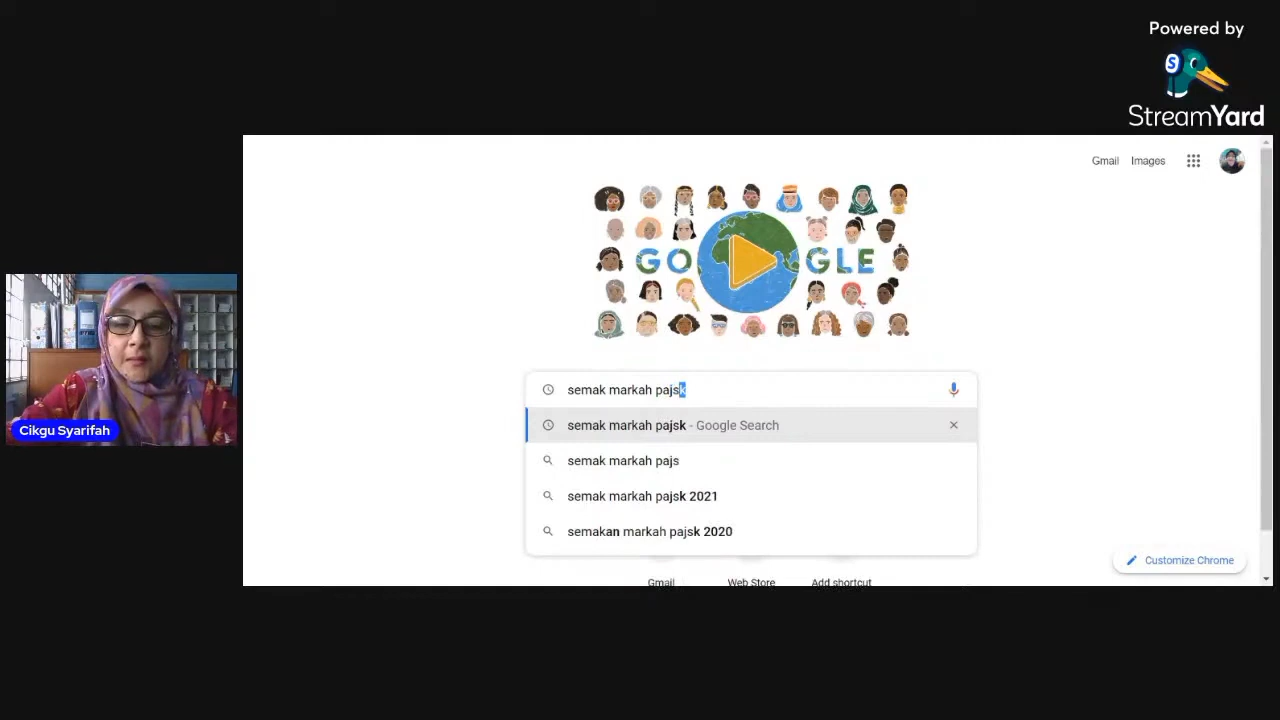 Powered by
StreamYard
Gmail Images
GOOGLE
semak markah pajsk
semak markah pajsk - Google Search
semak markah pajs
semak markah pajsk 2021
semakan markah pajsk 2020
Cikgu Syarifah
Customize Chrome
Gmail Web Store Add shortcut